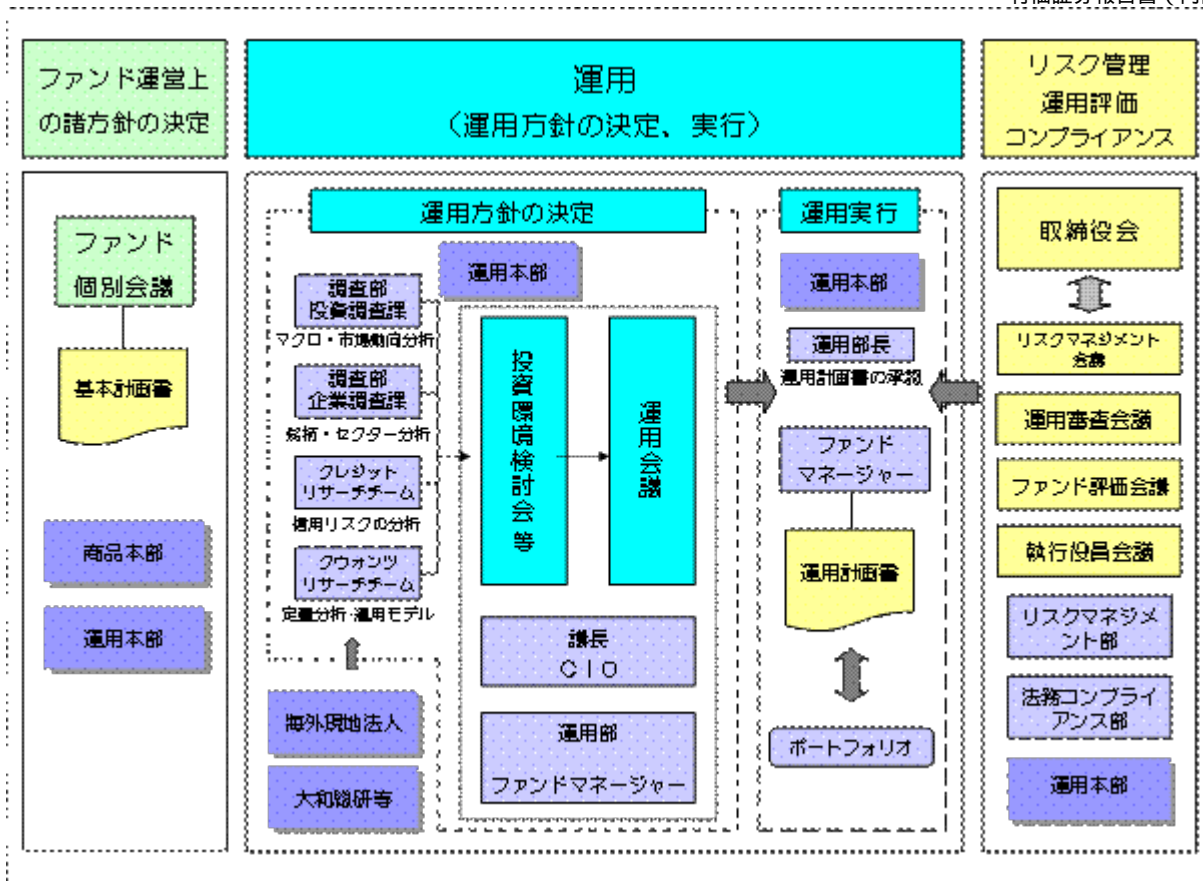 ファンド運営上
の諸方針の決定
運用
（運用方針の決定、実行）
リスク管理
運用評価
コンプライアンス
ファンド
個別会議
基本計画書
商品本部
運用本部
運用方針の決定
運用本部
調査部
投資調査課
マクロ・市場動向分析
調査部
企業調査課
銘柄・セクター分析
クレジット
リサーチチーム
信用リスクの分析
クウォンツ
リサーチチーム
定量分析・運用モデル
海外現地法人
大和総研等
投資環境検討会等
運用会議
議長
ＣＩＯ
運用部
ファンドマネージャー
運用実行
運用本部
運用部長
運用計画書の承認
ファンド
マネージャー
運用計画書
ポートフォリオ
取締役会
リスクマネジメント
会議
運用審査会議
ファンド評価会議
執行役員会議
リスクマネジメ
ント部
法務コンプライ
アンス部
運用本部